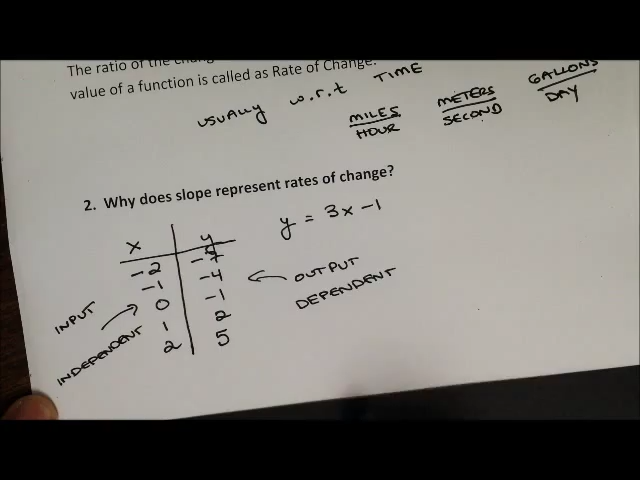 The ratio of the
value of a function is called as Rate of Change.
USUALLY w.r.t TIME
MILES METERS GALLONS
HOUR SECOND DAY
2. Why does slope represent rates of change?
y = 3x - 1
x y
-2 -7
-1 -4
0 -1
1 2
2 5
INPUT
INDEPENDENT
OUTPUT
DEPENDENT